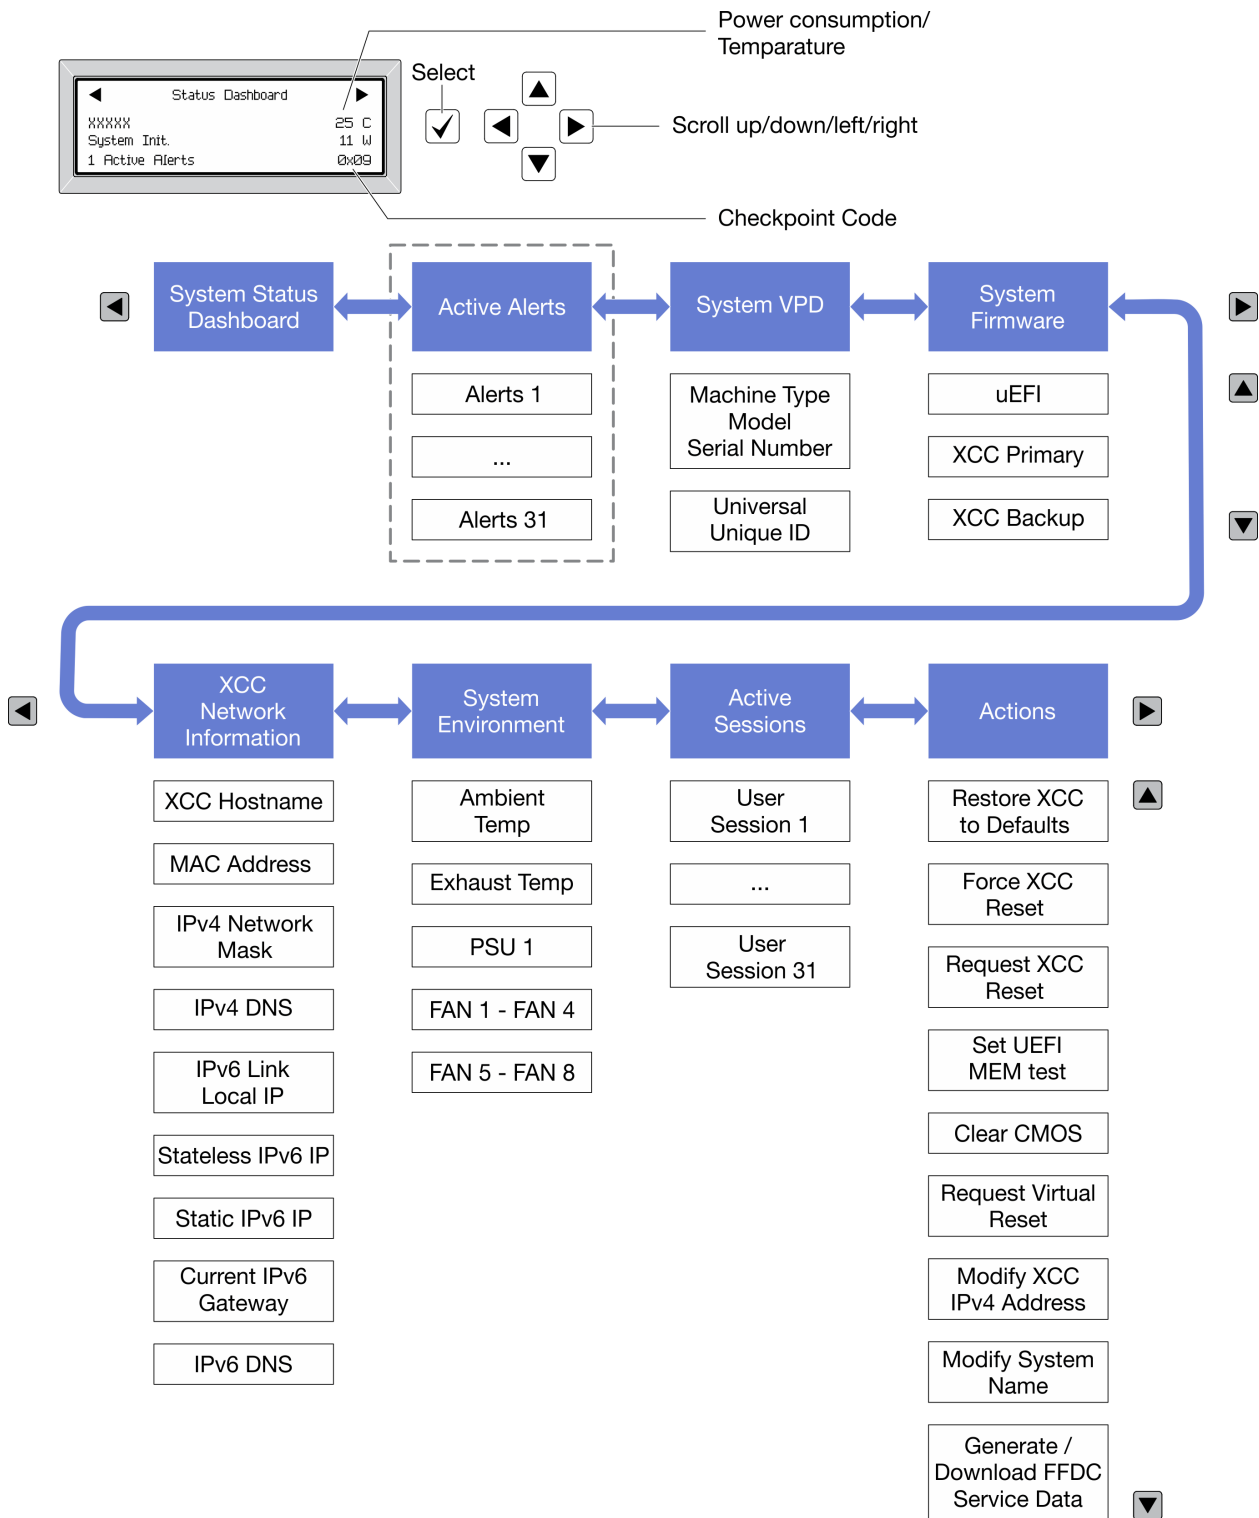 Power consumption/
Temparature
Select
Status Dashboard
XXXXX 25 C
System Init. 11 W
1 Active Alerts 0x09
Scroll up/down/left/right
Checkpoint Code
System Status
Dashboard
Active Alerts
System VPD
System
Firmware
Alerts 1
...
Alerts 31
Machine Type
Model
Serial Number
Universal
Unique ID
uEFI
XCC Primary
XCC Backup
XCC
Network
Information
System
Environment
Active
Sessions
Actions
XCC Hostname
MAC Address
IPv4 Network
Mask
IPv4 DNS
IPv6 Link
Local IP
Stateless IPv6 IP
Static IPv6 IP
Current IPv6
Gateway
IPv6 DNS
Ambient
Temp
Exhaust Temp
PSU 1
FAN 1 - FAN 4
FAN 5 - FAN 8
User
Session 1
...
User
Session 31
Restore XCC
to Defaults
Force XCC
Reset
Request XCC
Reset
Set UEFI
MEM test
Clear CMOS
Request Virtual
Reset
Modify XCC
IPv4 Address
Modify System
Name
Generate /
Download FFDC
Service Data